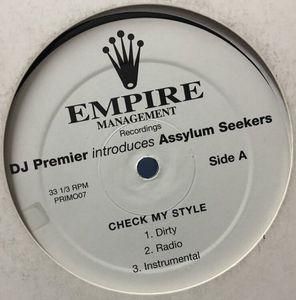 EMPIRE
MANAGEMENT
Recordings
DJ Premier introduces Assylum Seekers
Side A
33 1/3 RPM
PRIMO07
CHECK MY STYLE
1. Dirty
2. Radio
3. Instrumental